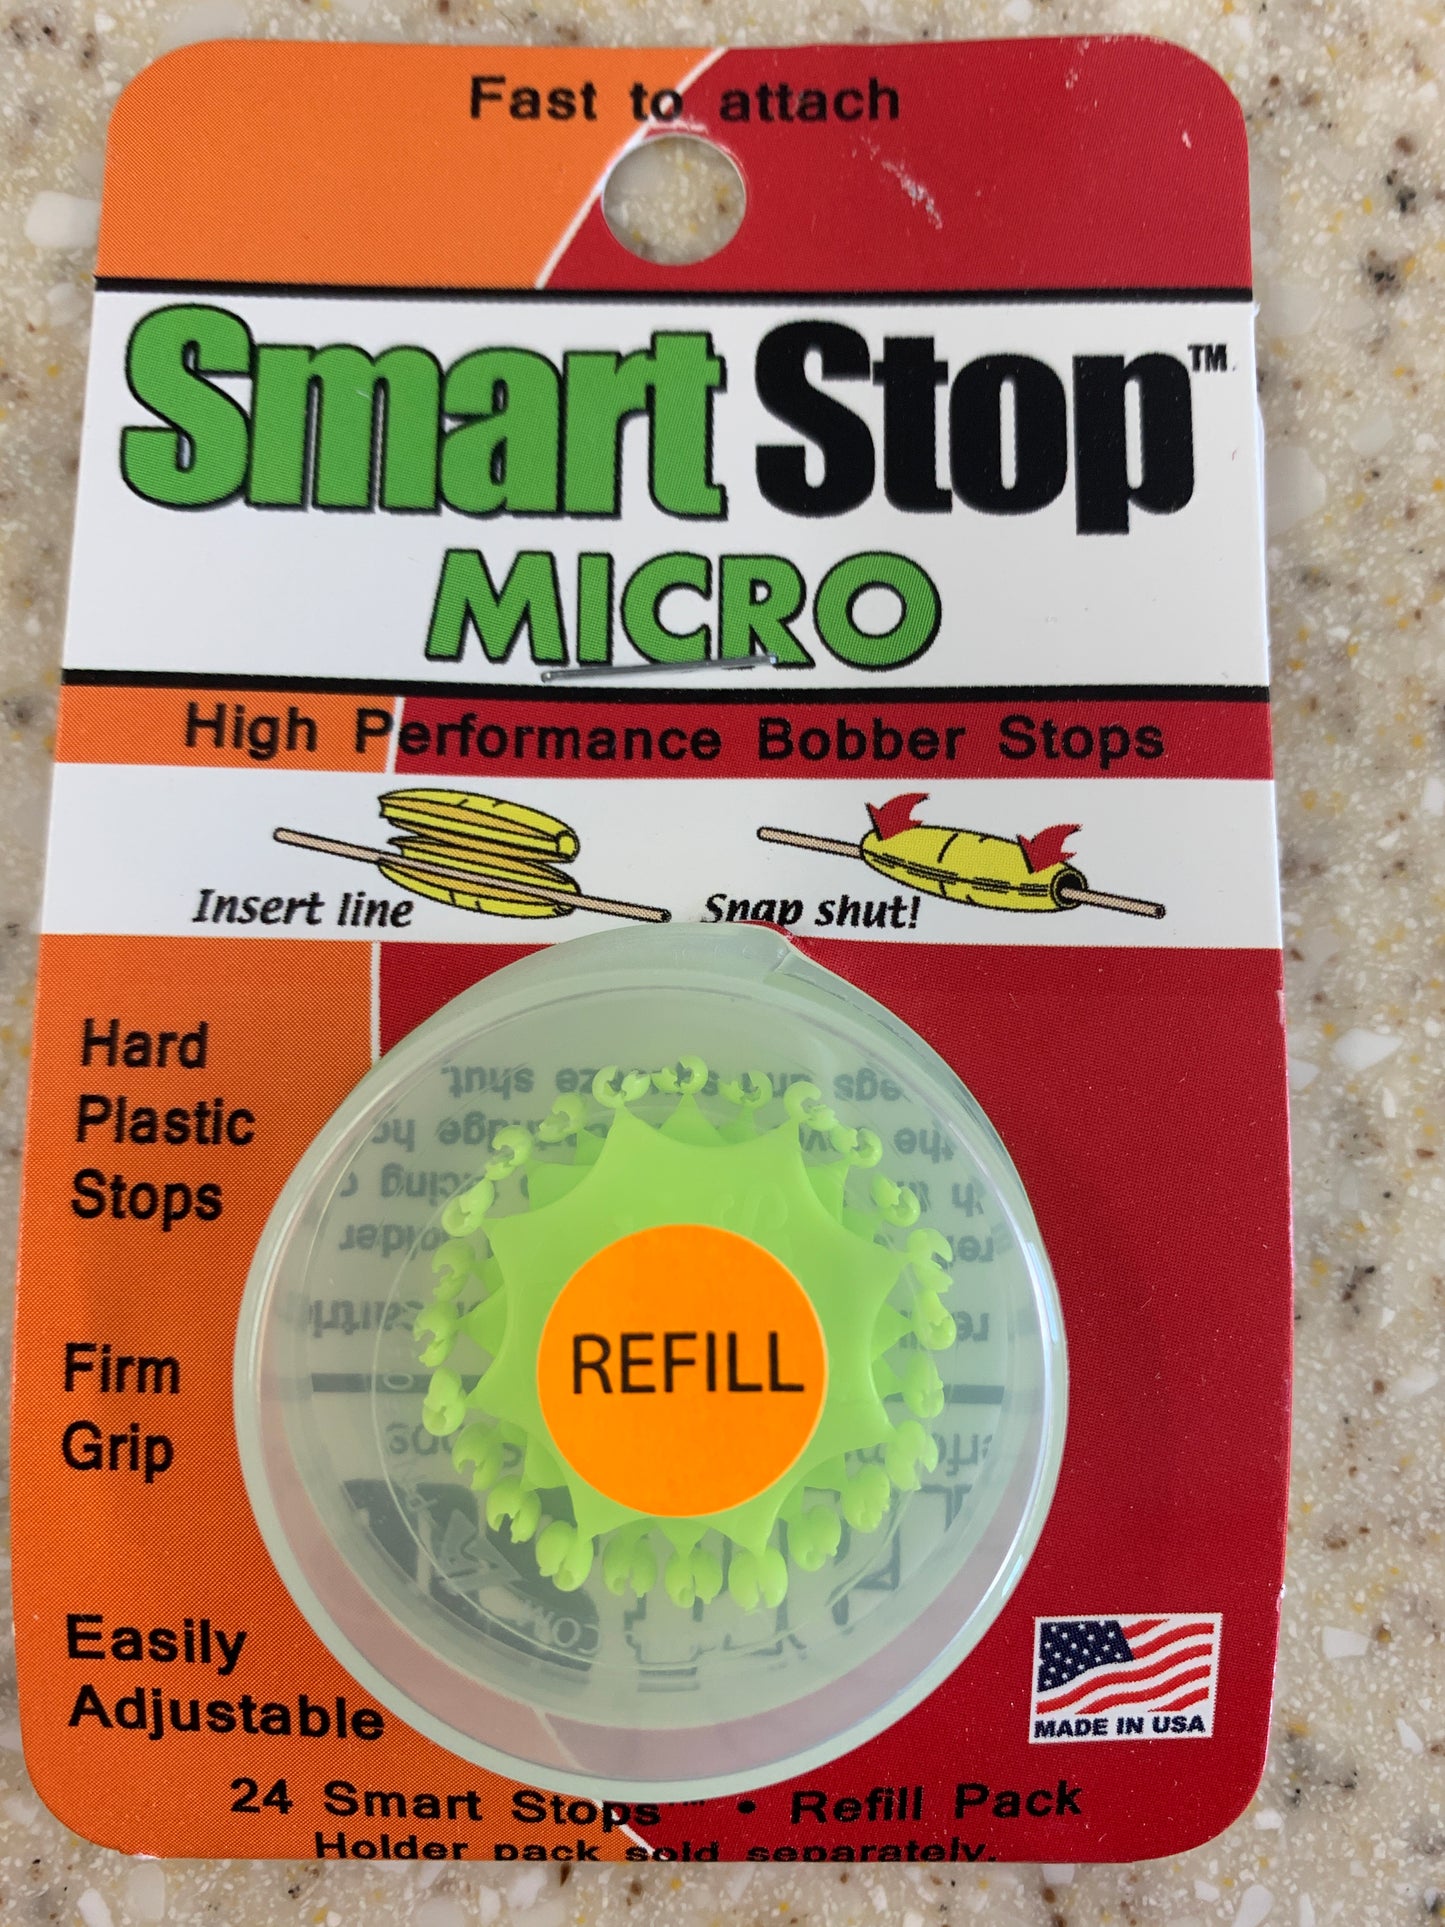 Fast to attach
Smart Stop™
MICRO
High Performance Bobber Stops
Insert line
Snap shut!
Hard
Plastic
Stops
Firm
Grip
REFILL
Easily
Adjustable
MADE IN USA
24 Smart Stops™ • Refill Pack
Holder pack sold separately.